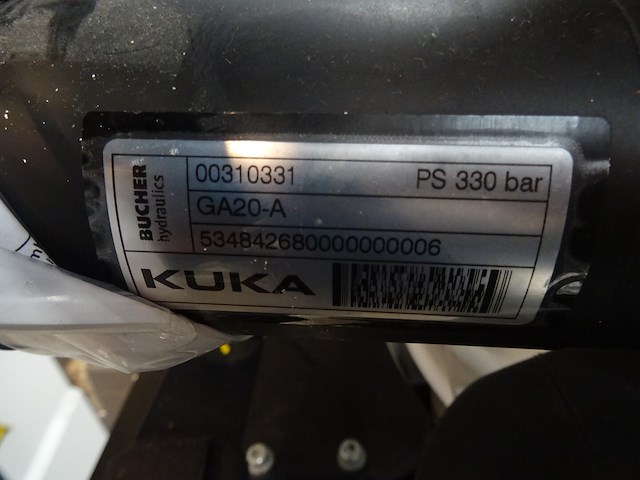 BUCHER
hydraulics
00310331 PS 330 bar
GA20-A
534842680000000006
KUKA